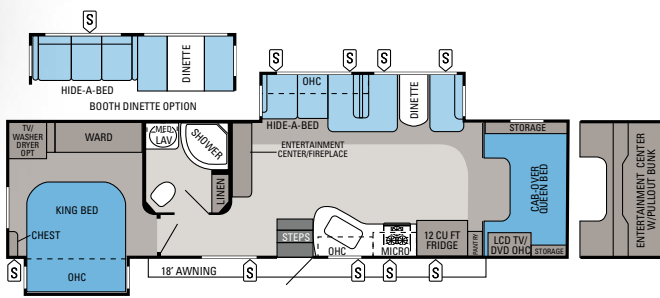 S
HIDE-A-BED
DINETTE
BOOTH DINETTE OPTION
S
S
S
S
OHC
HIDE-A-BED
DINETTE
TV/
WASHER
DRYER
OPT
WARD
MED
LAV
SHOWER
LINEN
ENTERTAINMENT
CENTER/FIREPLACE
STORAGE
CAB-OVER
QUEEN BED
KING BED
CHEST
OHC
STEPS
OHC
MICRO
12 CU FT
FRIDGE
PANTRY
LCD TV/
DVD OHC
STORAGE
ENTERTAINMENT CENTER
W/PULLOUT BUNK
18' AWNING
S
S
S
S
S